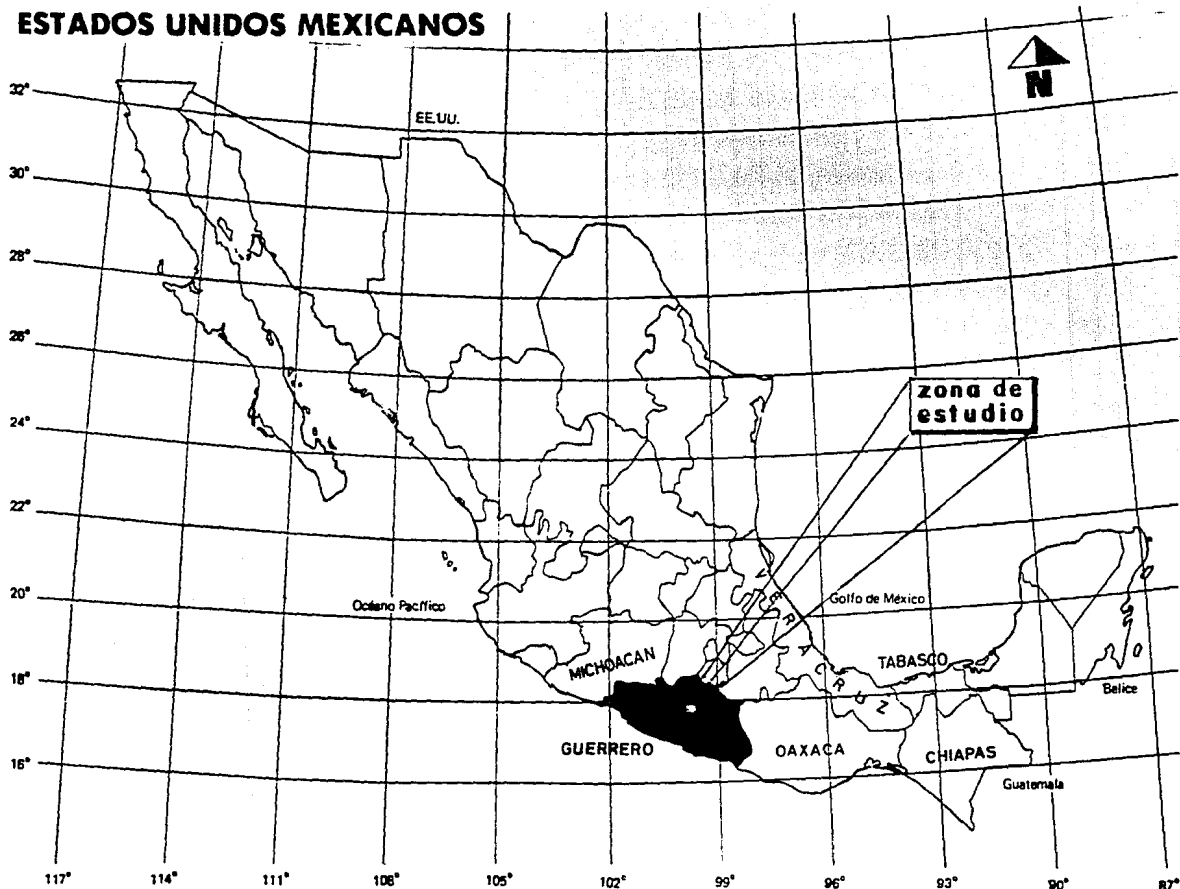 ESTADOS UNIDOS MEXICANOS
N
32°
30°
28°
26°
24°
22°
20°
18°
16°
EE.UU.
zona de
estudio
Océano Pacífico
Golfo de México
MICHOACAN
VERACRUZ
TABASCO
Belice
GUERRERO
OAXACA
CHIAPAS
Guatemala
117°
114°
111°
108°
105°
102°
99°
96°
93°
90°
87°